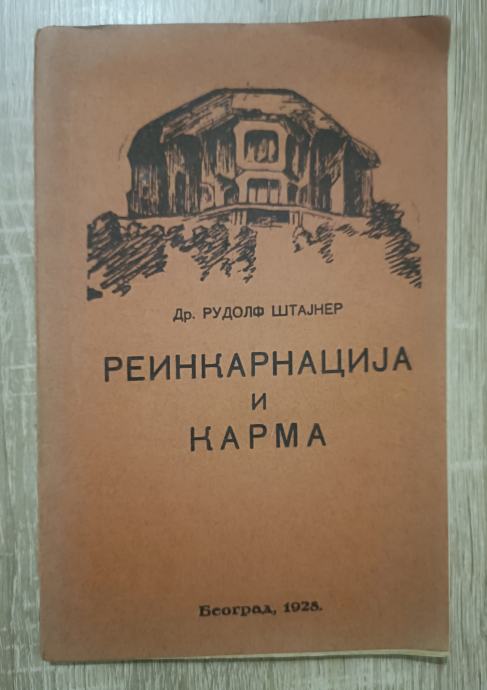 Др. РУДОЛФ ШТАЈНЕР
РЕИНКАРНАЦИЈА
И
КАРМА
Београд, 1928.